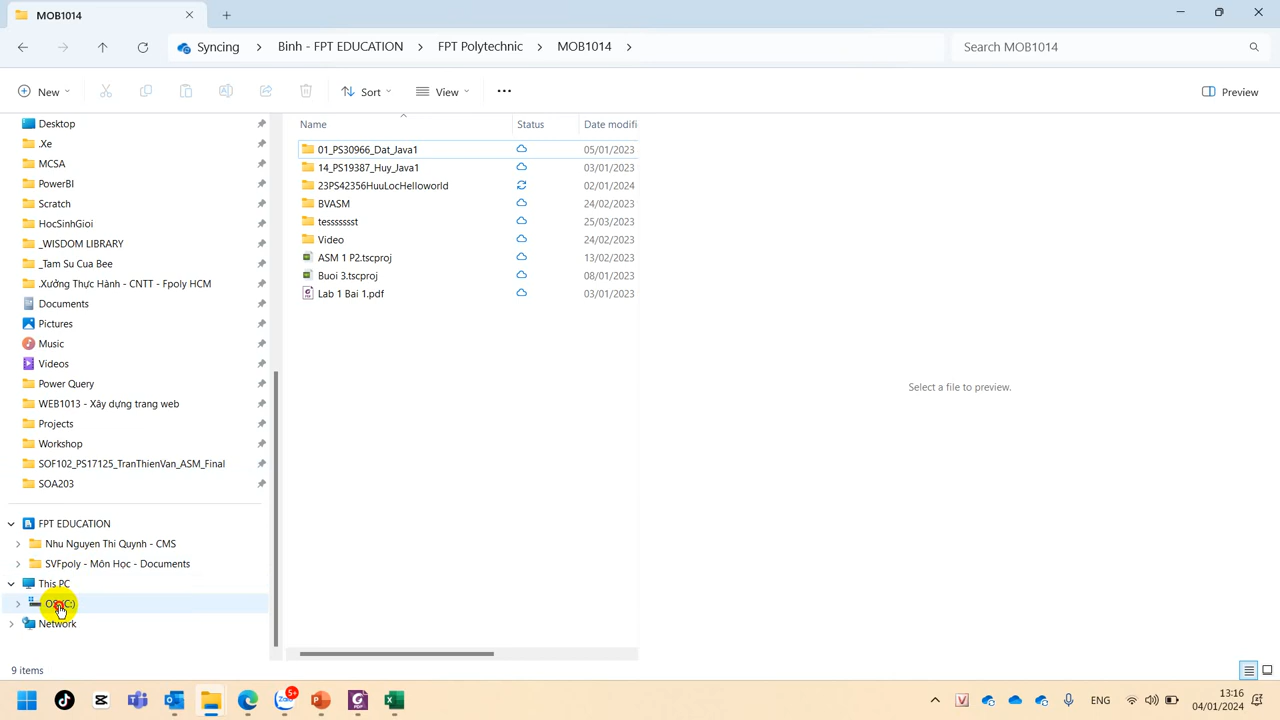 MOB1014
Syncing > Binh - FPT EDUCATION > FPT Polytechnic > MOB1014 >
Search MOB1014
New
Sort
View
Preview
Desktop
.Xe
MCSA
PowerBI
Scratch
HocSinhGioi
_WISDOM LIBRARY
_Tam Su Cua Bee
.Xưởng Thực Hành - CNTT - Fpoly HCM
Documents
Pictures
Music
Videos
Power Query
WEB1013 - Xây dựng trang web
Projects
Workshop
SOF102_PS17125_TranThienVan_ASM_Final
SOA203
FPT EDUCATION
Nhu Nguyen Thi Quynh - CMS
SVFpoly - Môn Học - Documents
This PC
OS (C:)
Network
Name Status Date modifi
01_PS30966_Dat_Java1 05/01/2023
14_PS19387_Huy_Java1 03/01/2023
23PS42356HuuLocHelloworld 02/01/2024
BVASM 24/02/2023
tesssssst 25/03/2023
Video 24/02/2023
ASM 1 P2.tscproj 13/02/2023
Buoi 3.tscproj 08/01/2023
Lab 1 Bai 1.pdf 03/01/2023
Select a file to preview.
9 items
5+
ENG
13:16
04/01/2024